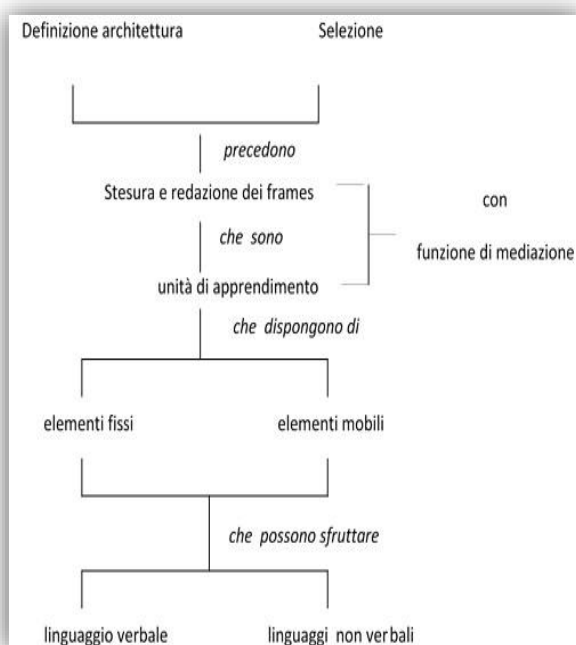 Definizione architettura Selezione
precedono
Stesura e redazione dei frames
con
che sono
funzione di mediazione
unità di apprendimento
che dispongono di
elementi fissi elementi mobili
che possono sfruttare
linguaggio verbale linguaggi non verbali